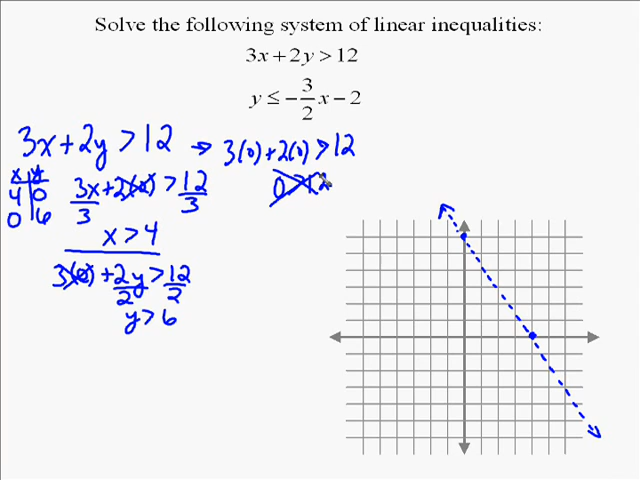 Solve the following system of linear inequalities:
3x + 2y > 12
y ≤ -3/2 x - 2
3x + 2y > 12 → 3(0) + 2(0) > 12
0 > 12
x y
4 0
0 6
3x/3 + 2(0) > 12/3
x > 4
3(0) + 2y/2 > 12/2
y > 6